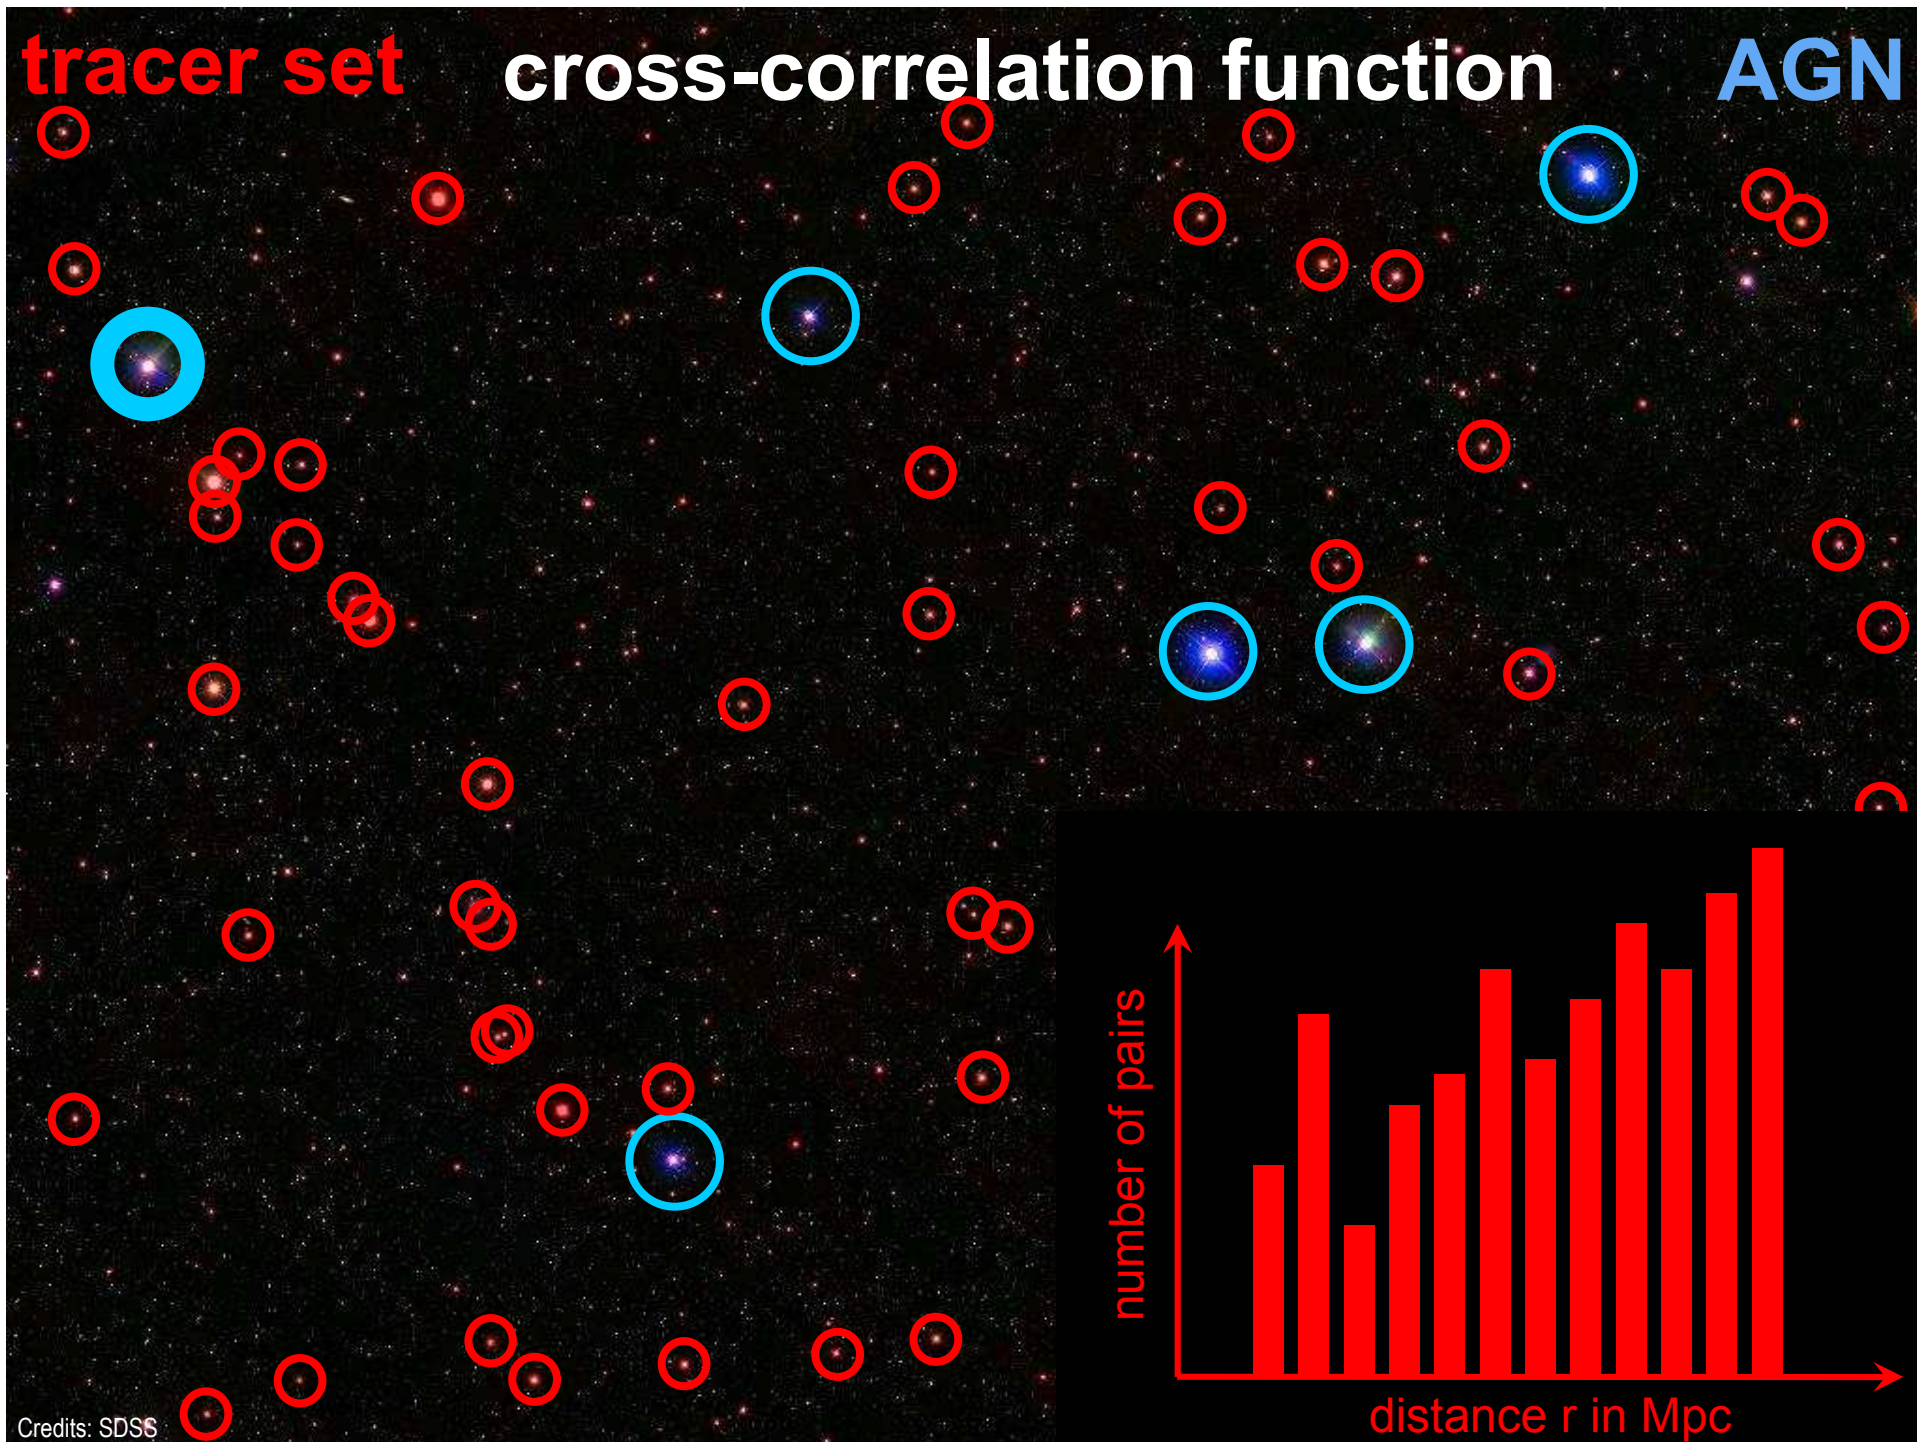 tracer set
cross-correlation function
AGN
number of pairs
distance r in Mpc
Credits: SDSS